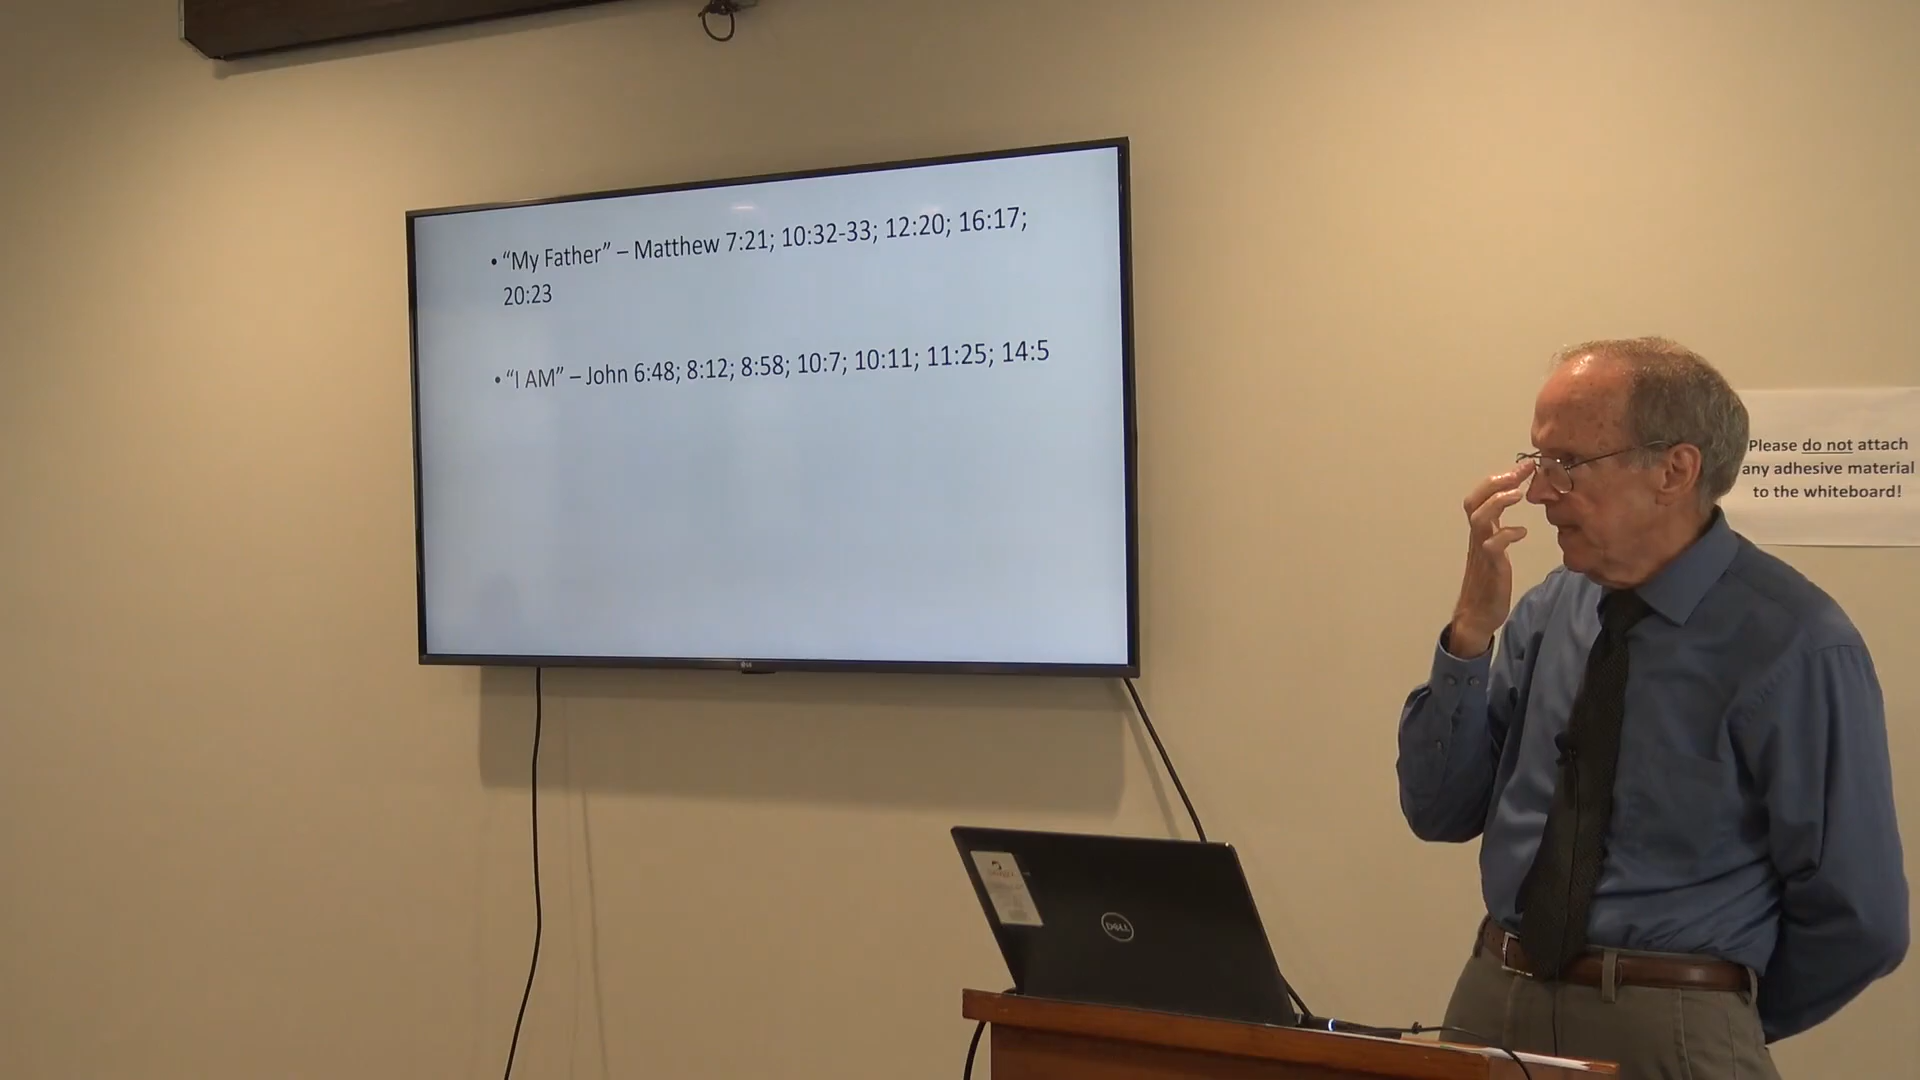 • “My Father” – Matthew 7:21; 10:32-33; 12:20; 16:17;
20:23
• “I AM” – John 6:48; 8:12; 8:58; 10:7; 10:11; 11:25; 14:5
Please do not attach
any adhesive material
to the whiteboard!
LG
DELL